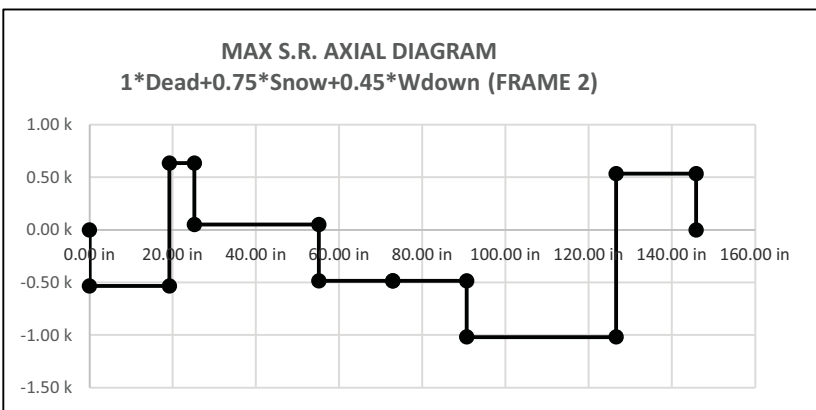 MAX S.R. AXIAL DIAGRAM
1*Dead+0.75*Snow+0.45*Wdown (FRAME 2)
1.00 k
0.50 k
0.00 k
0.00 in 20.00 in 40.00 in 60.00 in 80.00 in 100.00 in 120.00 in 140.00 in 160.00 in
-0.50 k
-1.00 k
-1.50 k